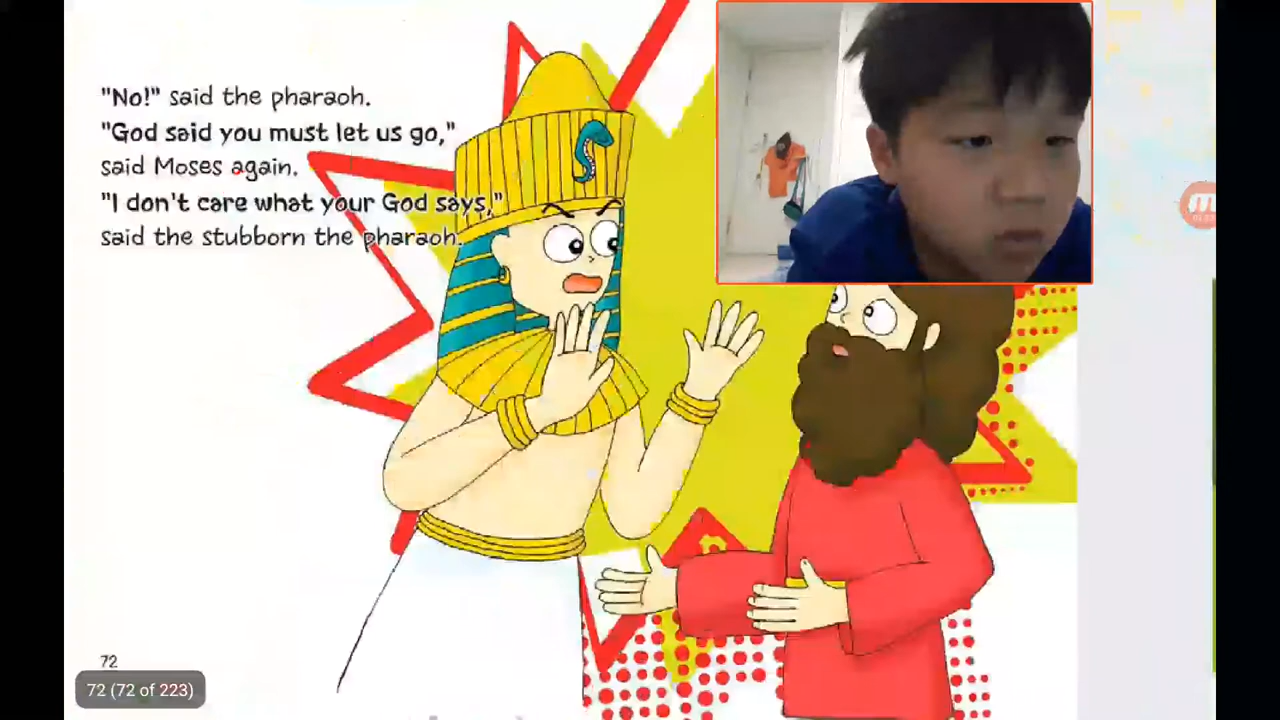 "No!" said the pharaoh.
"God said you must let us go,"
said Moses again.
"I don't care what your God says,"
said the stubborn the pharaoh.
72
72 (72 of 223)